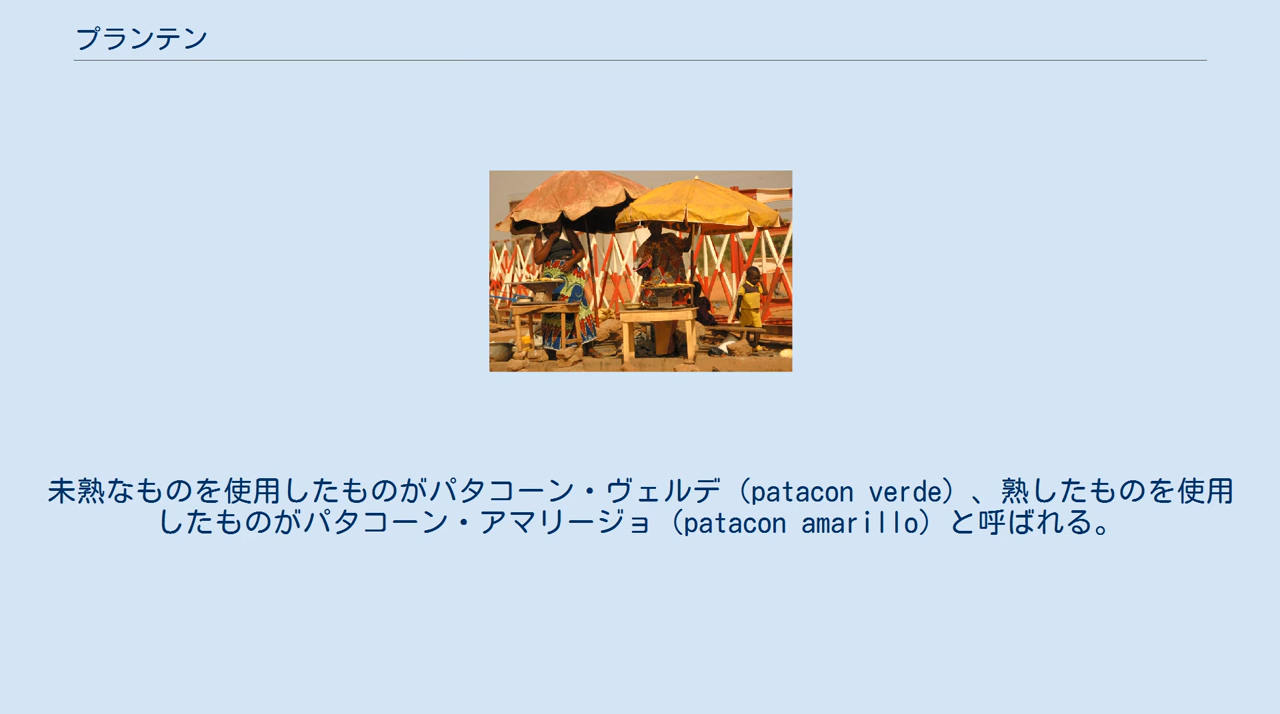 プランテン
未熟なものを使用したものがパタコーン・ヴェルデ（patacon verde）、熟したものを使用
したものがパタコーン・アマリージョ（patacon amarillo）と呼ばれる。